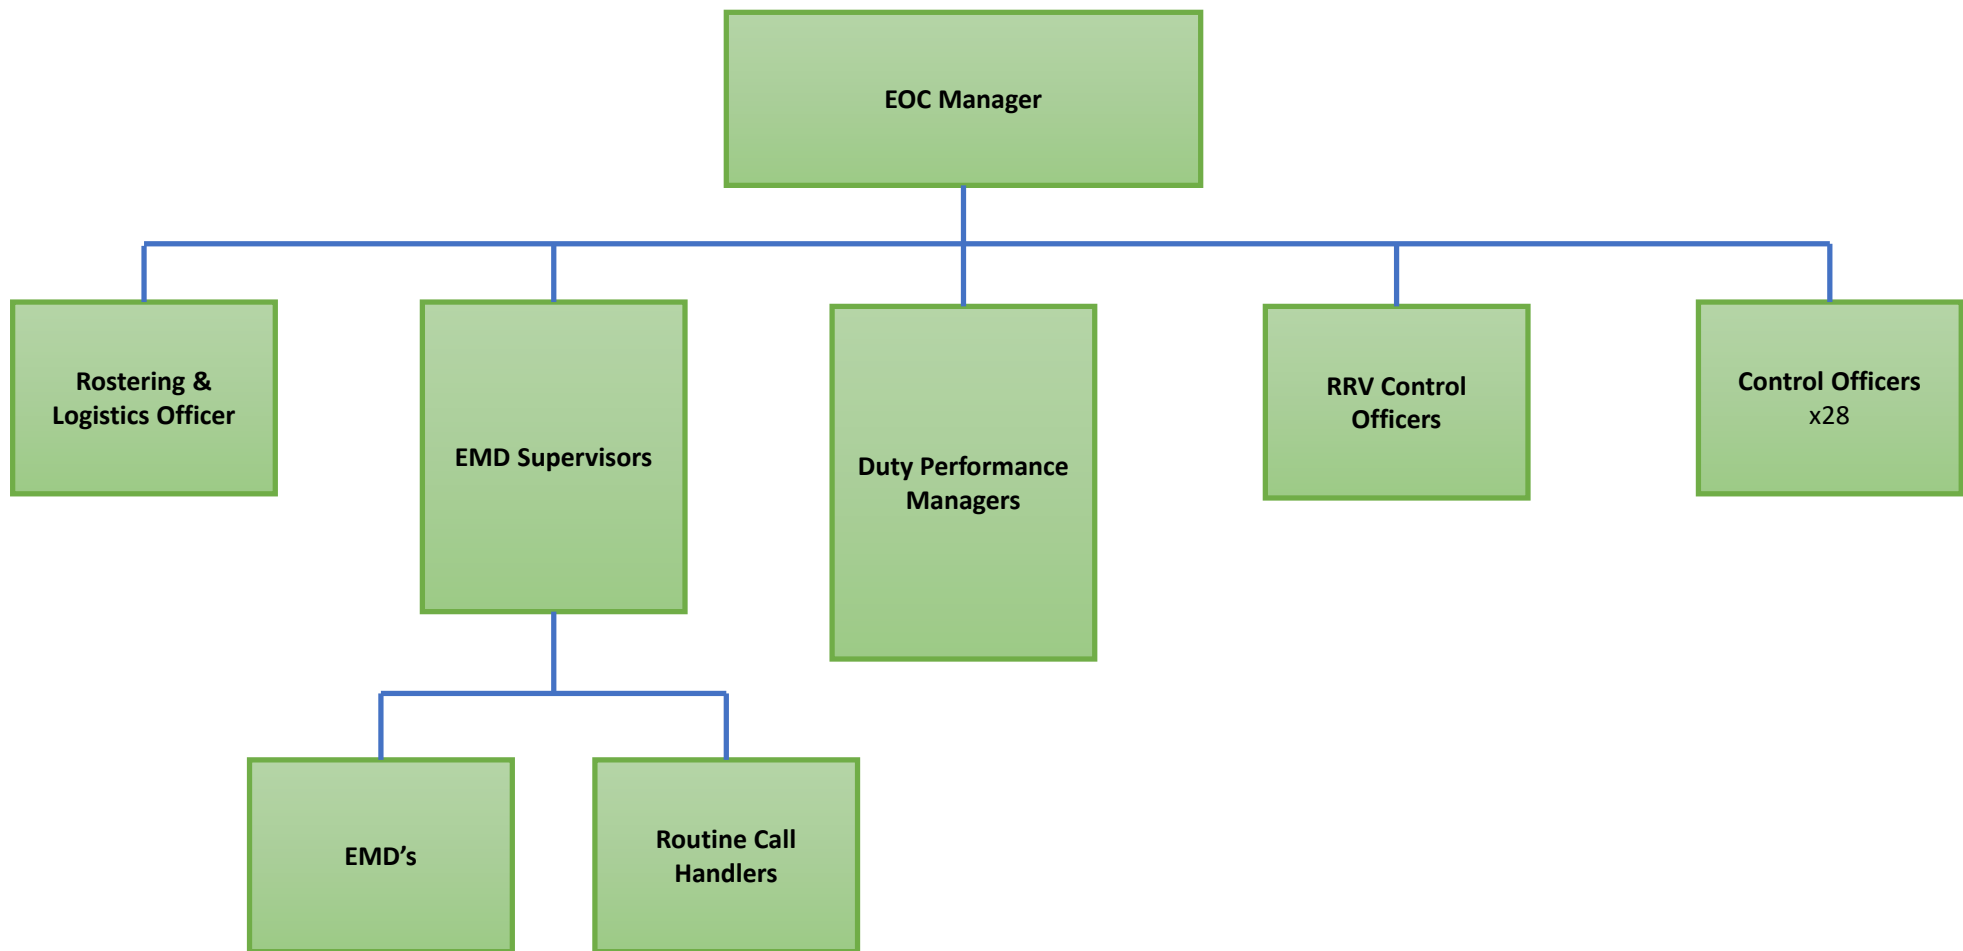 EOC Manager
Rostering &
Logistics Officer
EMD Supervisors
Duty Performance
Managers
RRV Control
Officers
Control Officers
x28
EMD’s
Routine Call
Handlers